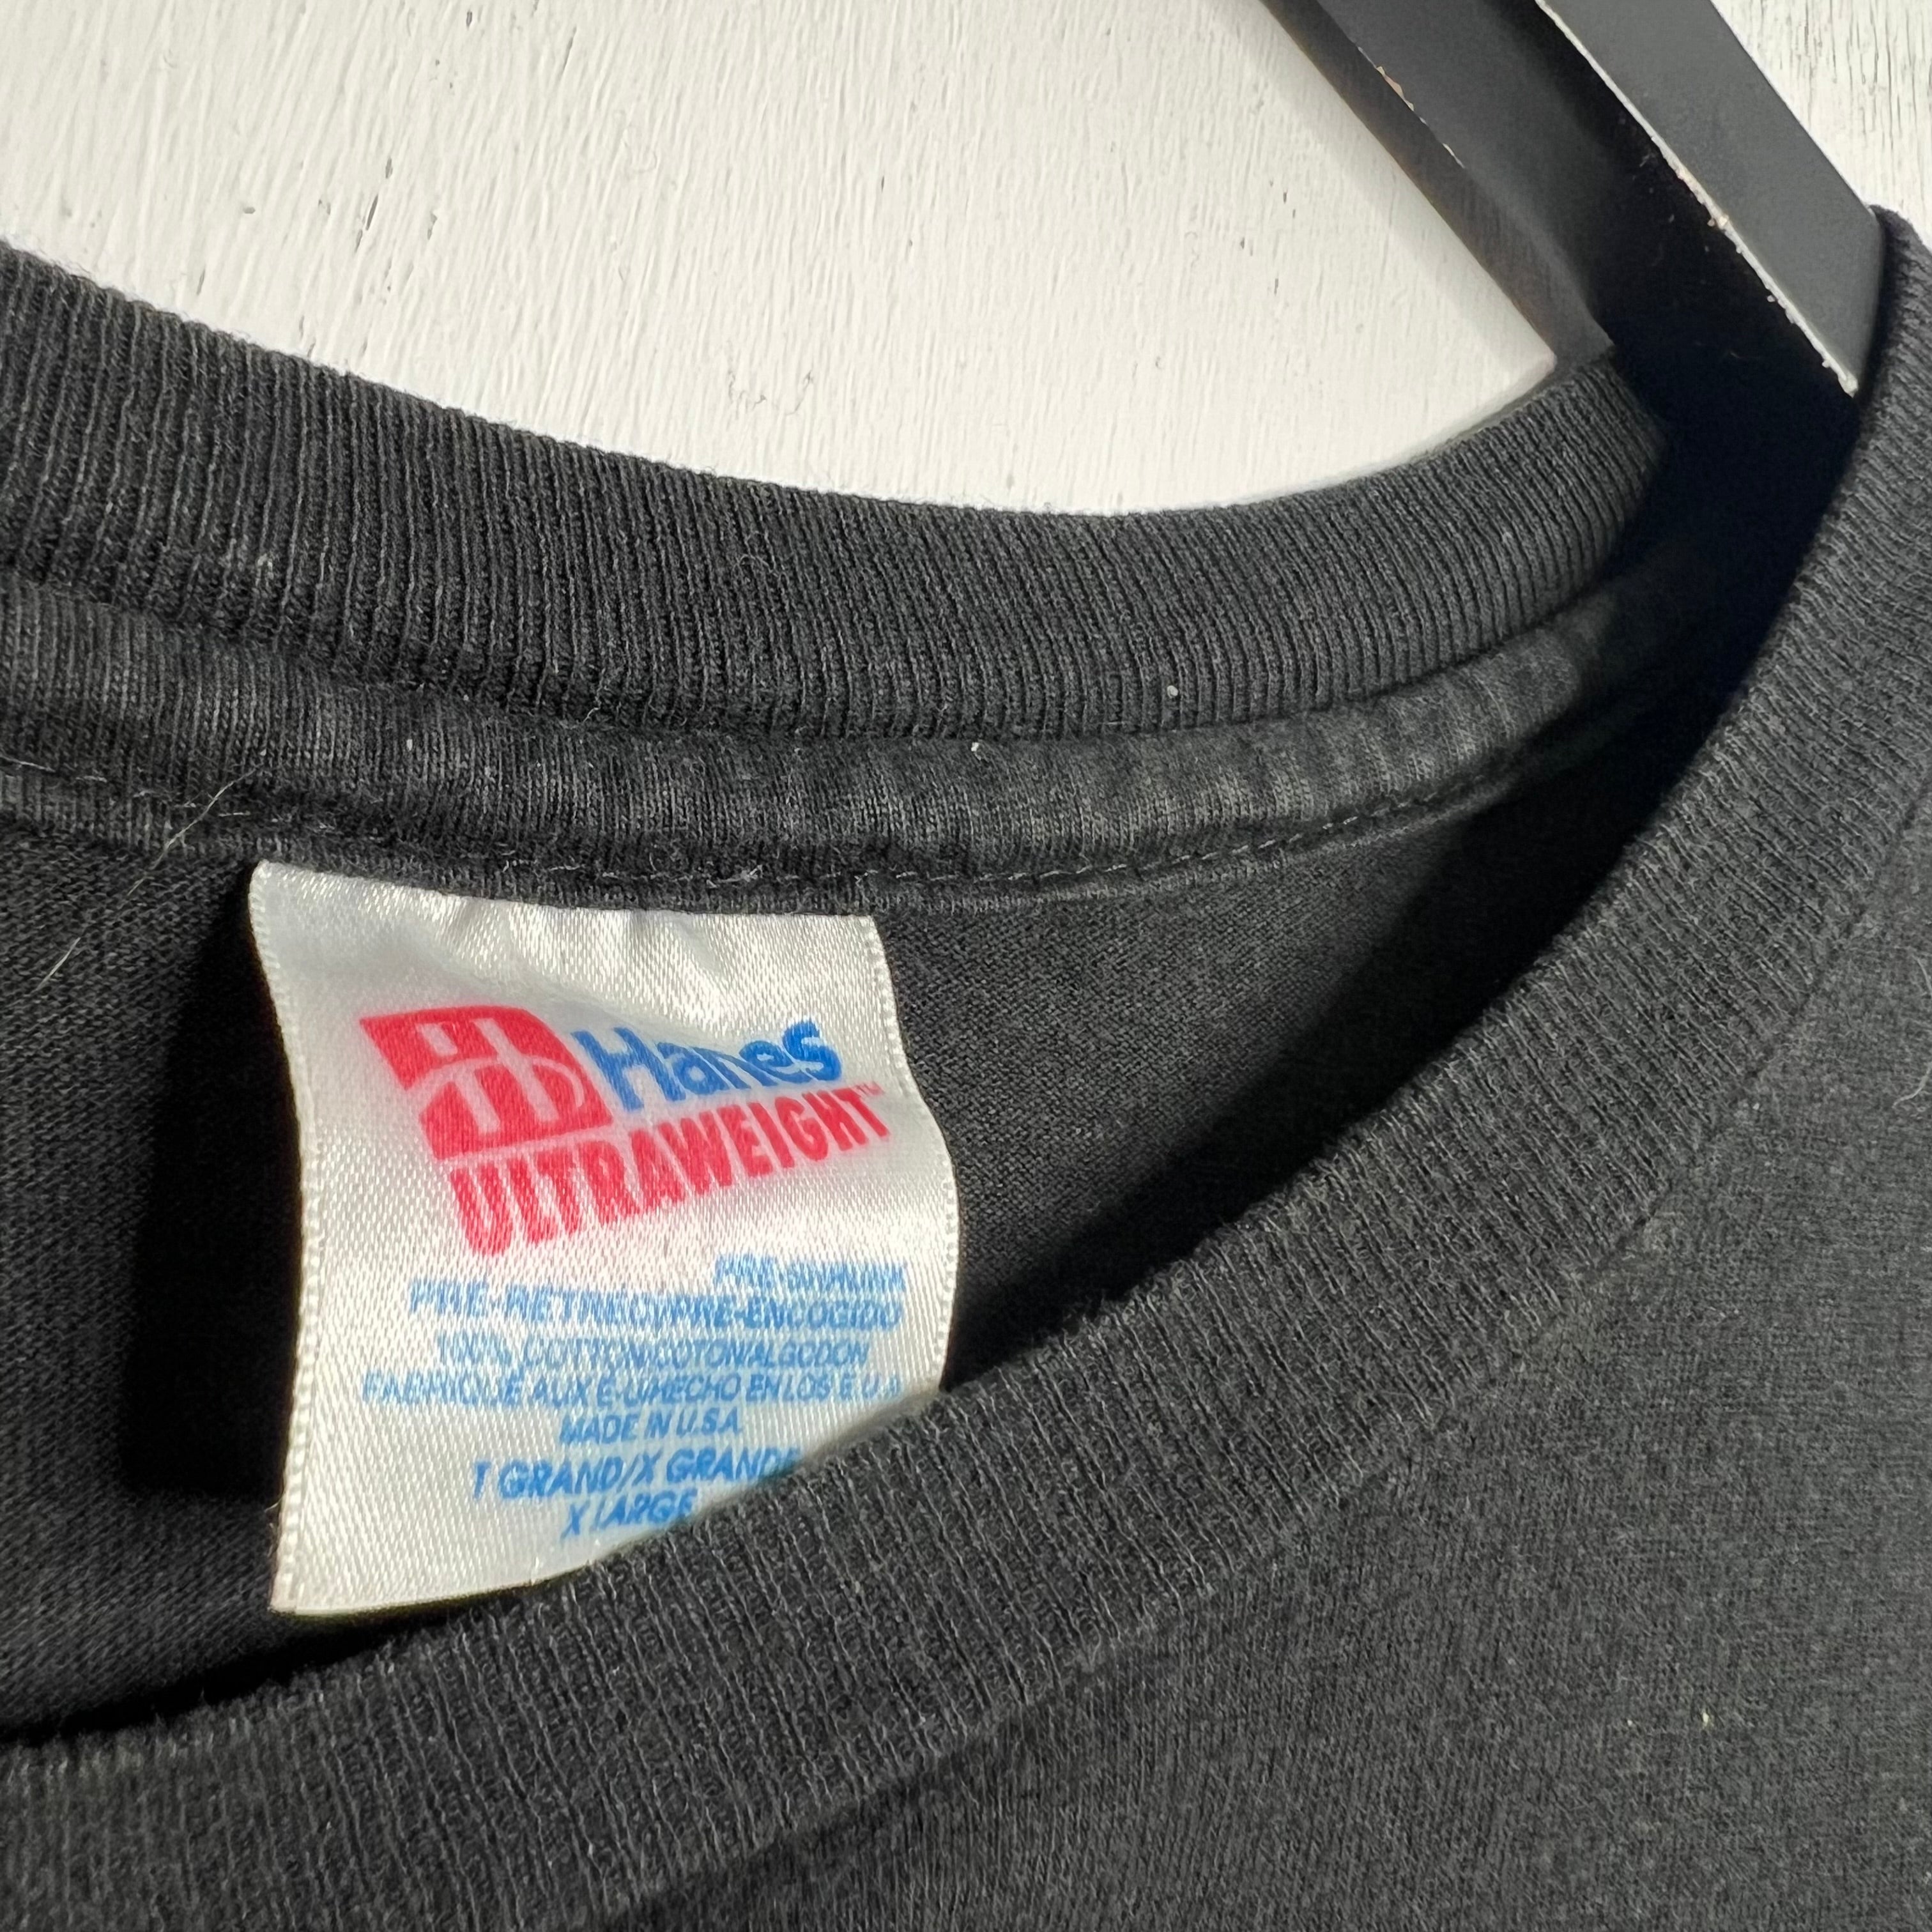 Hanes
ULTRAWEIGHT™
PRE-SHRUNK
PRE-RETRECI/PRE-ENCOGIDO
100% COTTON/COTON/ALGODON
FABRIQUE AUX E-U/HECHO EN LOS E.U.A.
MADE IN U.S.A.
T GRAND/X GRANDE
X LARGE